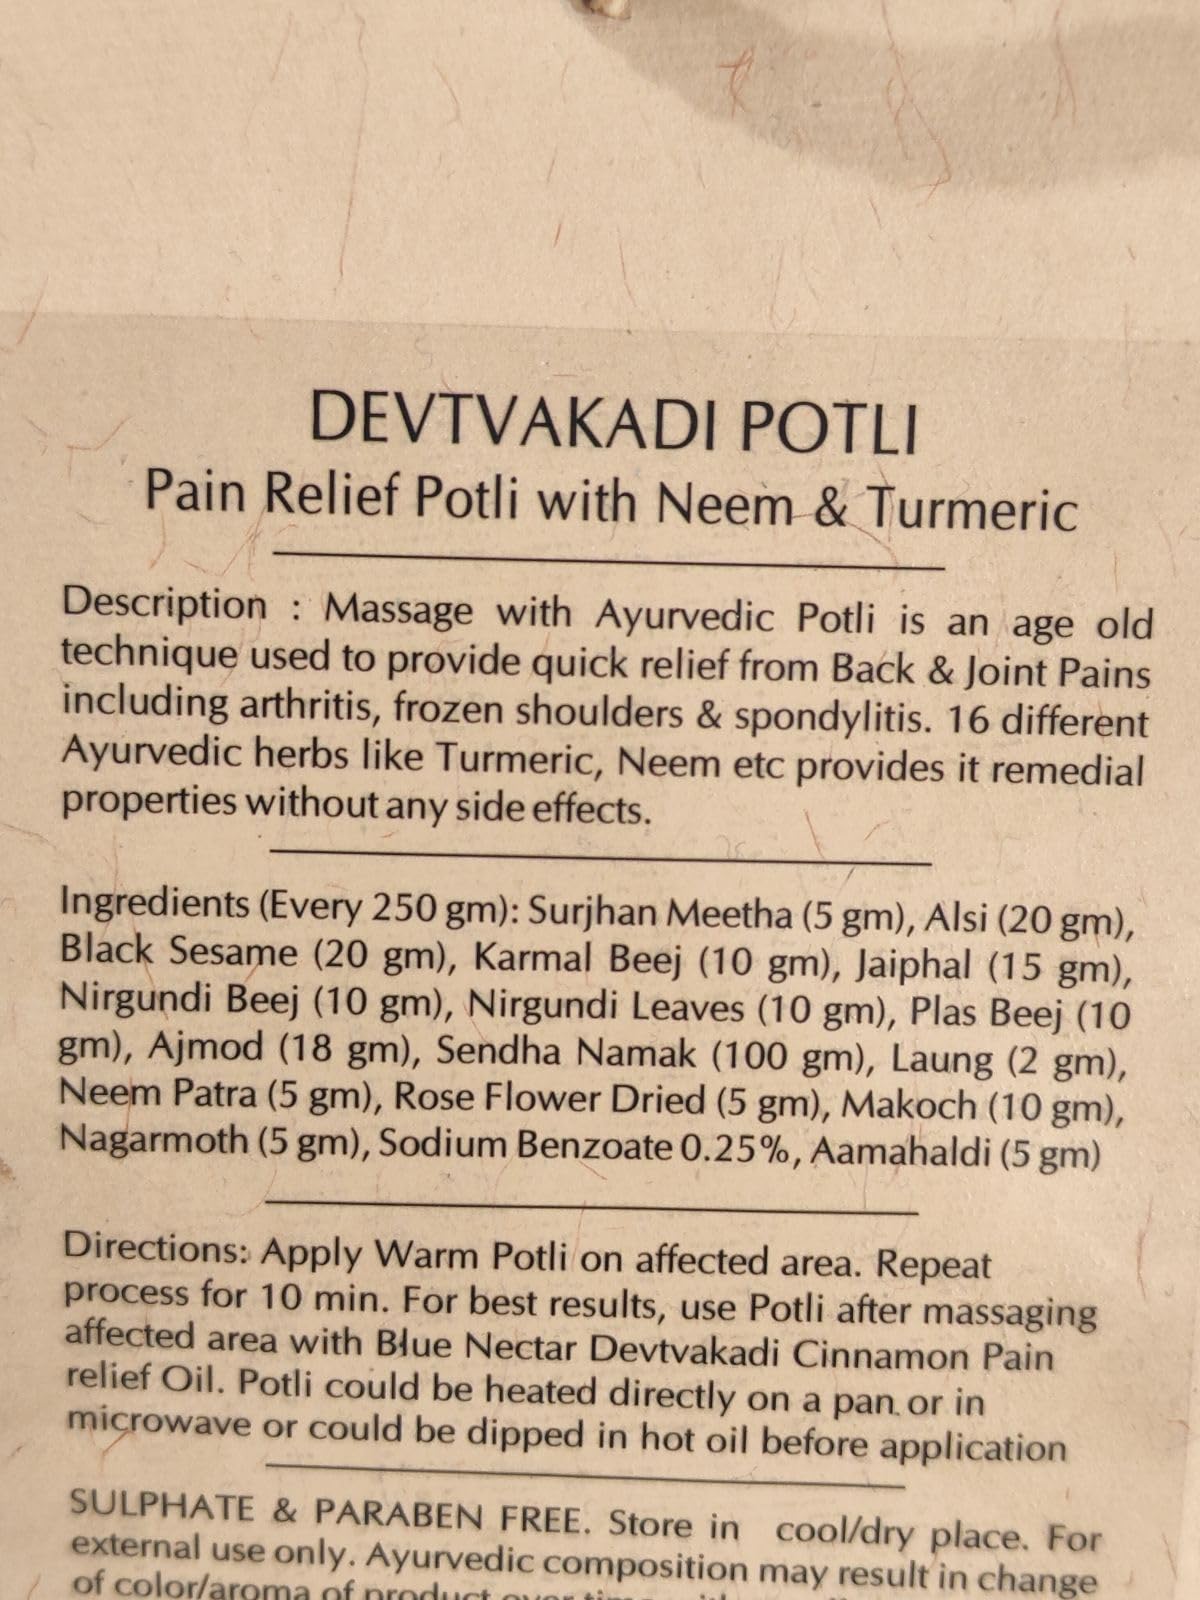 DEVTVAKADI POTLI
Pain Relief Potli with Neem & Turmeric
Description : Massage with Ayurvedic Potli is an age old
technique used to provide quick relief from Back & Joint Pains
including arthritis, frozen shoulders & spondylitis. 16 different
Ayurvedic herbs like Turmeric, Neem etc provides it remedial
properties without any side effects.
Ingredients (Every 250 gm): Surjhan Meetha (5 gm), Alsi (20 gm),
Black Sesame (20 gm), Karmal Beej (10 gm), Jaiphal (15 gm),
Nirgundi Beej (10 gm), Nirgundi Leaves (10 gm), Plas Beej (10
gm), Ajmod (18 gm), Sendha Namak (100 gm), Laung (2 gm),
Neem Patra (5 gm), Rose Flower Dried (5 gm), Makoch (10 gm),
Nagarmoth (5 gm), Sodium Benzoate 0.25%, Aamahaldi (5 gm)
Directions: Apply Warm Potli on affected area. Repeat
process for 10 min. For best results, use Potli after massaging
affected area with Blue Nectar Devtvakadi Cinnamon Pain
relief Oil. Potli could be heated directly on a pan or in
microwave or could be dipped in hot oil before application
SULPHATE & PARABEN FREE. Store in cool/dry place. For
external use only. Ayurvedic composition may result in change
of color/aroma of product over time